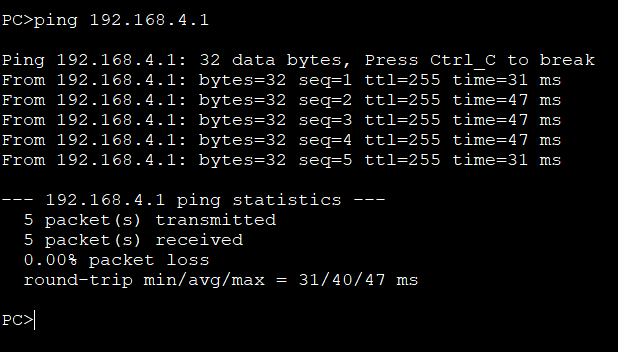 PC>ping 192.168.4.1
Ping 192.168.4.1: 32 data bytes, Press Ctrl_C to break
From 192.168.4.1: bytes=32 seq=1 ttl=255 time=31 ms
From 192.168.4.1: bytes=32 seq=2 ttl=255 time=47 ms
From 192.168.4.1: bytes=32 seq=3 ttl=255 time=47 ms
From 192.168.4.1: bytes=32 seq=4 ttl=255 time=47 ms
From 192.168.4.1: bytes=32 seq=5 ttl=255 time=31 ms
--- 192.168.4.1 ping statistics ---
5 packet(s) transmitted
5 packet(s) received
0.00% packet loss
round-trip min/avg/max = 31/40/47 ms
PC>